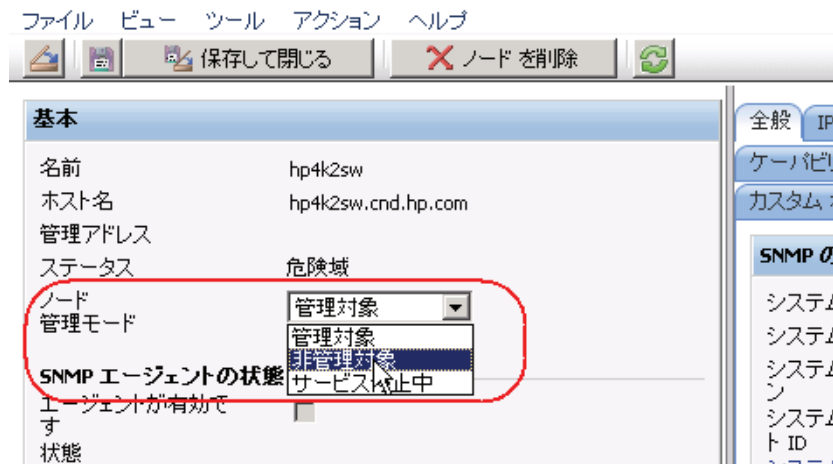 ファイル ビュー ツール アクション ヘルプ
保存して閉じる ノード を削除
基本
名前 hp4k2sw
ホスト名 hp4k2sw.cnd.hp.com
管理アドレス
ステータス 危険域
ノード
管理モード
管理対象
管理対象
非管理対象
サービス停止中
SNMP エージェントの状態
エージェントが有効で
す
状態
全般 IP
ケーパビリ
カスタム
SNMP の
システム
システム
システム
ン
システム
ト ID